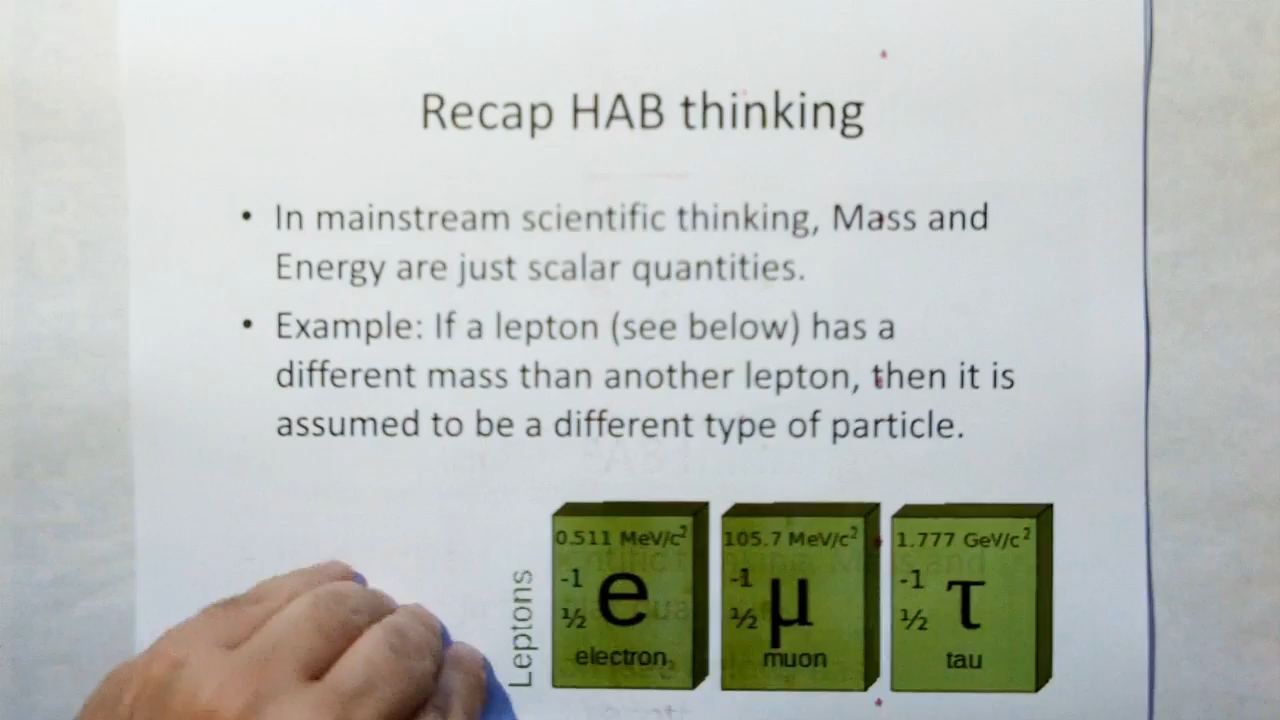 Recap HAB thinking
• In mainstream scientific thinking, Mass and
Energy are just scalar quantities.
• Example: If a lepton (see below) has a
different mass than another lepton, then it is
assumed to be a different type of particle.
Leptons
0.511 MeV/c²
-1
½
e
electron
105.7 MeV/c²
-1
½
μ
muon
1.777 GeV/c²
-1
½
τ
tau